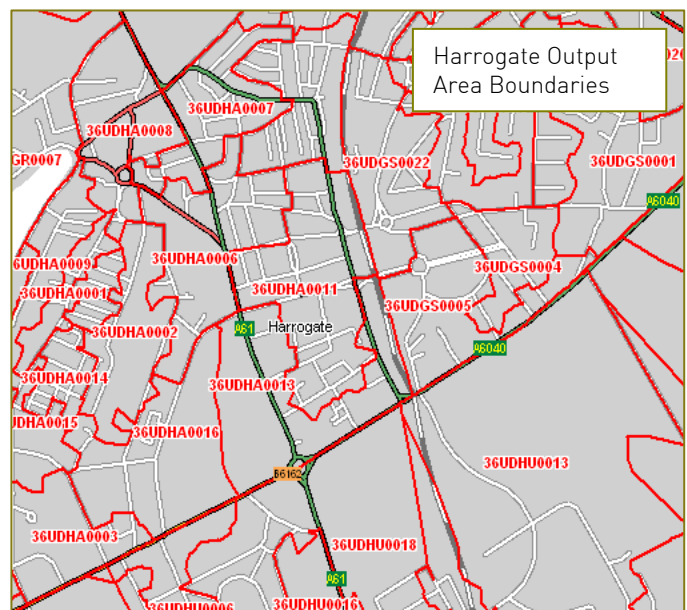 Harrogate Output
Area Boundaries
36UDHA0007
36UDHA0008
GR0007
36UDGS0022
36UDGS0001
A6040
36UDHA0006
6UDHA0009
36UDGS0004
36UDHA0001
36UDHA0011
36UDGS0005
A61
Harrogate
36UDHA0002
A6040
36UDHA0014
36UDHA0013
JDHA0015
36UDHA0016
36UDHU0013
B6162
36UDHA0003
36UDHU0018
A61
36UDHU0006
36UDHU0016